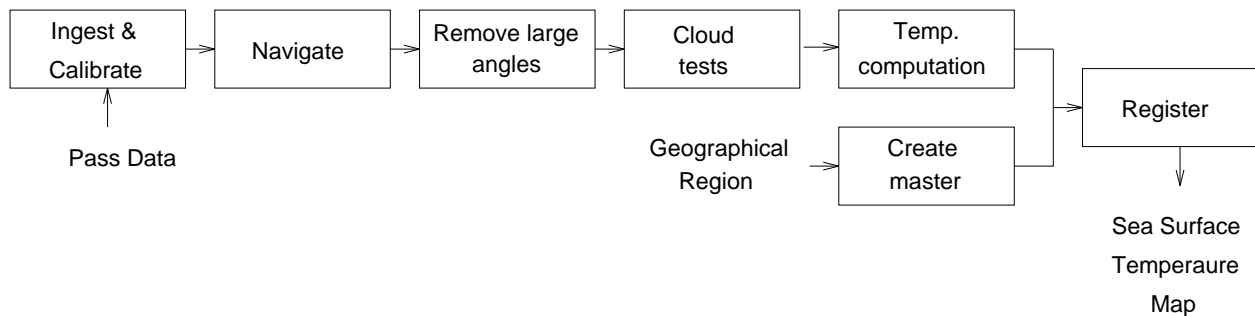 Ingest &
Calibrate
Navigate
Remove large
angles
Cloud
tests
Temp.
computation
Register
Pass Data
Geographical
Region
Create
master
Sea Surface
Temperaure
Map